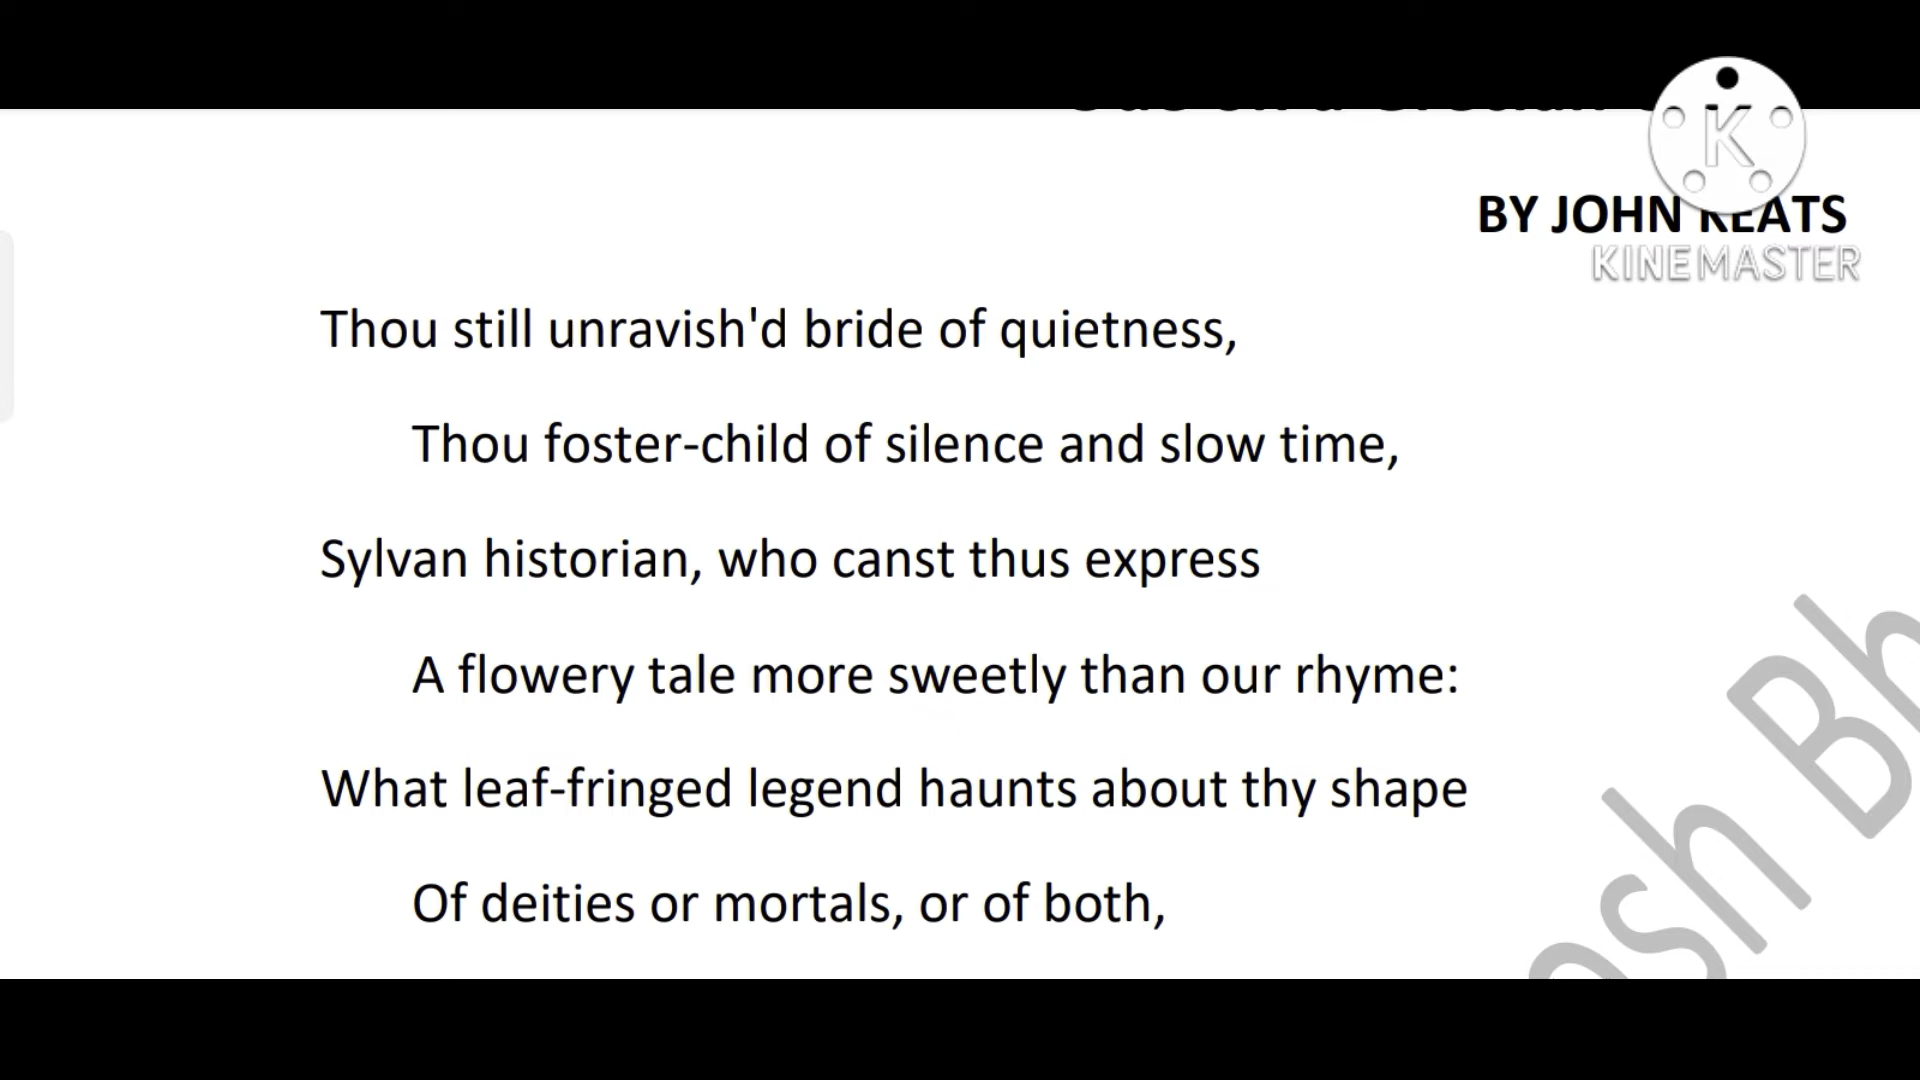 BY JOHN KEATS
KINEMASTER
Thou still unravish'd bride of quietness,
Thou foster-child of silence and slow time,
Sylvan historian, who canst thus express
A flowery tale more sweetly than our rhyme:
What leaf-fringed legend haunts about thy shape
Of deities or mortals, or of both,